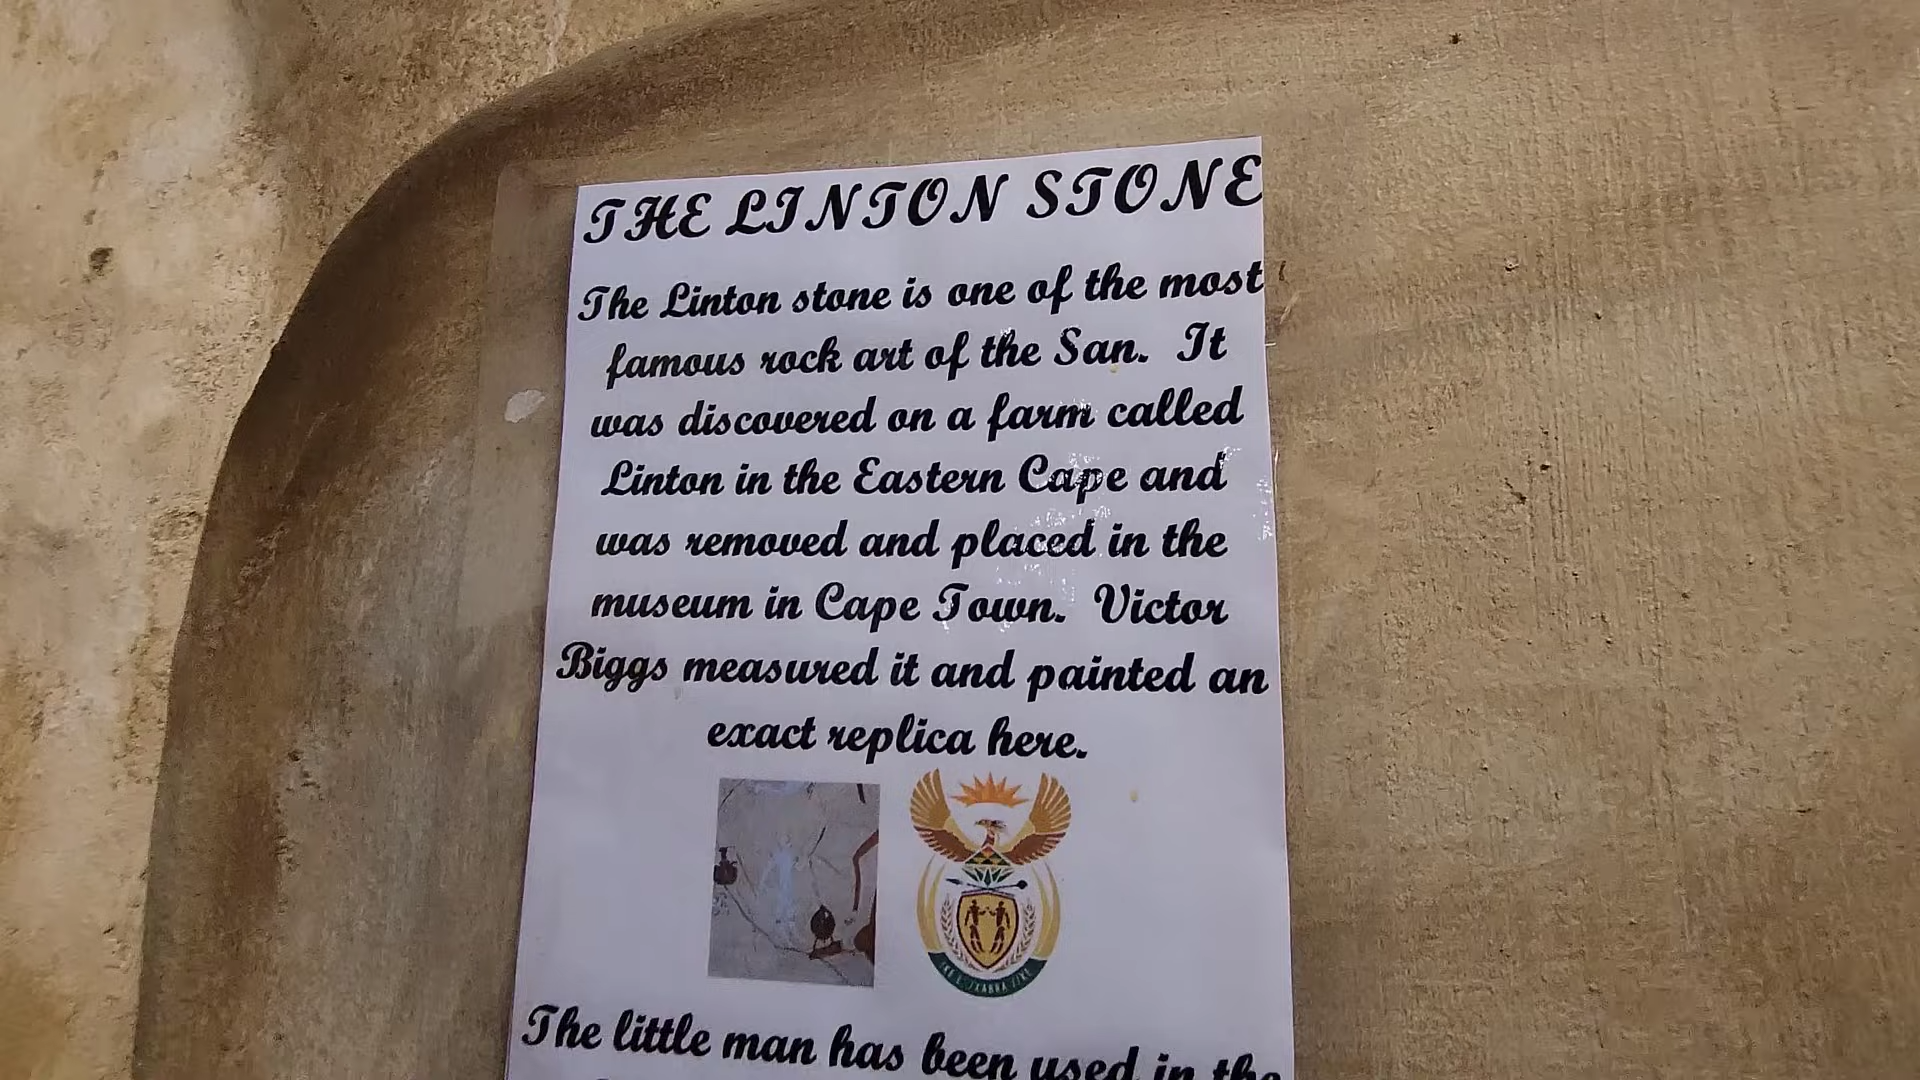 THE LINTON STONE
The Linton stone is one of the most
famous rock art of the San. It
was discovered on a farm called
Linton in the Eastern Cape and
was removed and placed in the
museum in Cape Town. Victor
Biggs measured it and painted an
exact replica here.
The little man has been used in the